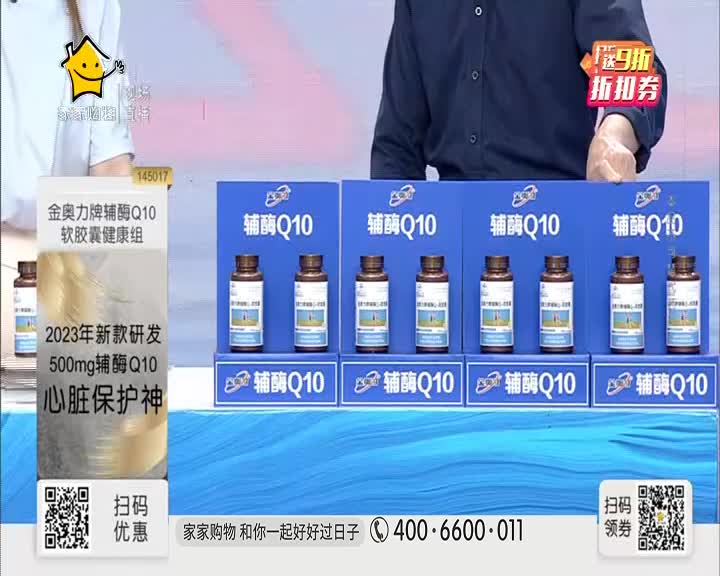 家家购物
直播
送9折
折扣券
145017
金奥力牌辅酶Q10
软胶囊健康组
2023年新款研发
500mg辅酶Q10
心脏保护神
辅酶Q10
辅酶Q10
辅酶Q10
辅酶Q10
辅酶Q10
辅酶Q10
辅酶Q10
辅酶Q10
扫码
优惠
家家购物 和你一起好好过日子
400·6600·011
扫码
领券